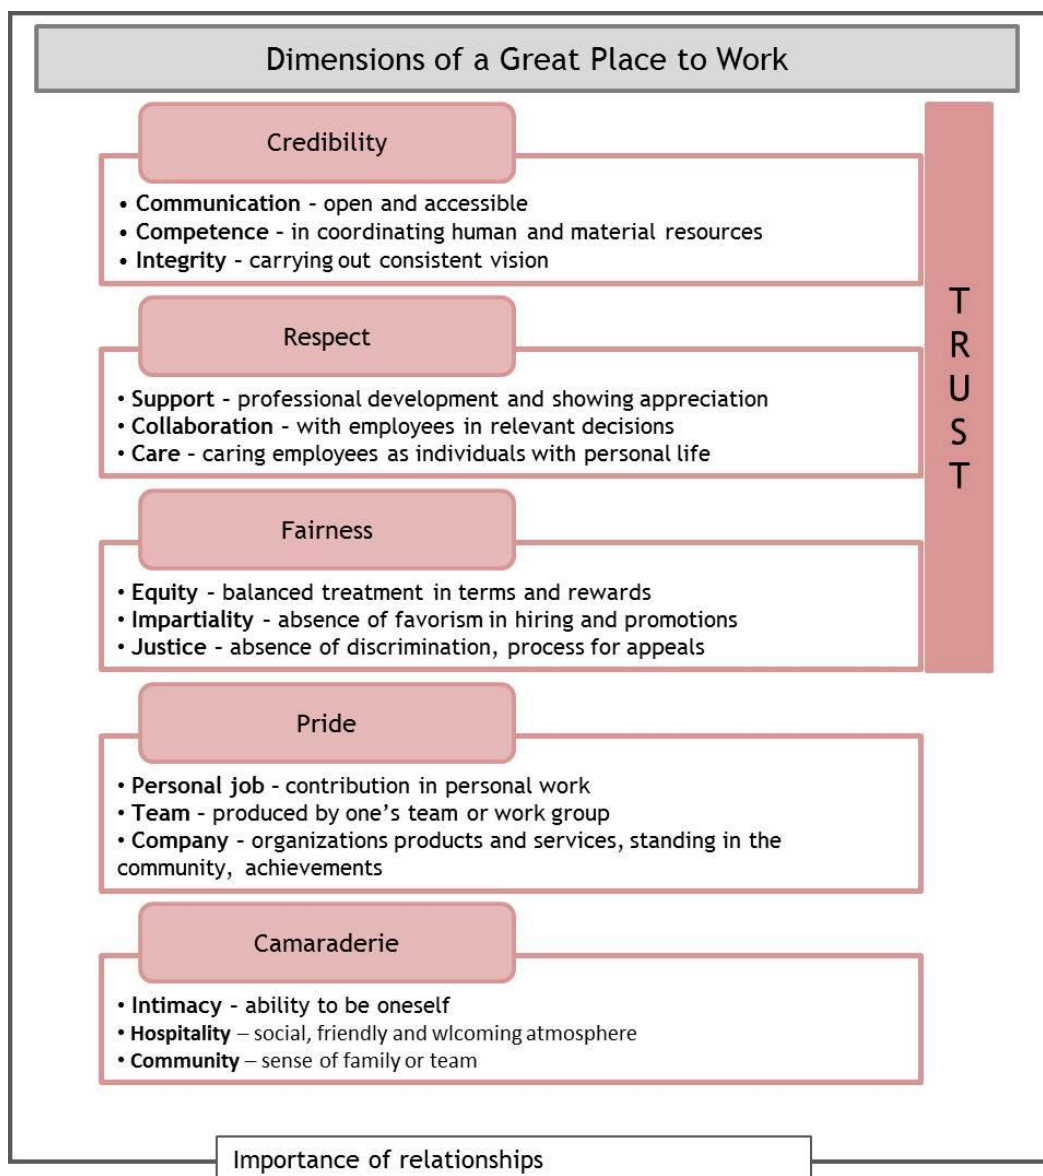 Dimensions of a Great Place to Work
Credibility
• Communication – open and accessible
• Competence – in coordinating human and material resources
• Integrity – carrying out consistent vision
Respect
• Support – professional development and showing appreciation
• Collaboration – with employees in relevant decisions
• Care – caring employees as individuals with personal life
Fairness
• Equity – balanced treatment in terms and rewards
• Impartiality – absence of favorism in hiring and promotions
• Justice – absence of discrimination, process for appeals
TRUST
Pride
• Personal job – contribution in personal work
• Team – produced by one's team or work group
• Company – organizations products and services, standing in the
community, achievements
Camaraderie
• Intimacy – ability to be oneself
• Hospitality – social, friendly and wlcoming atmosphere
• Community – sense of family or team
Importance of relationships